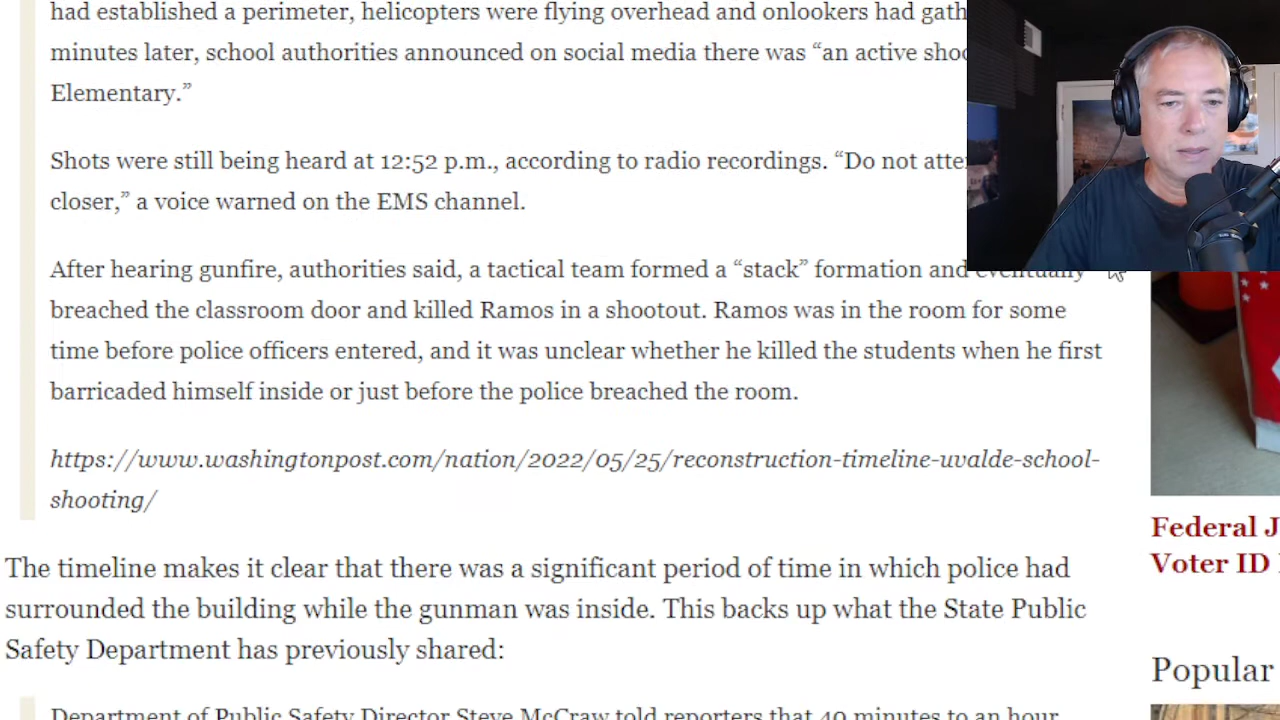 had established a perimeter, helicopters were flying overhead and onlookers had gath
minutes later, school authorities announced on social media there was “an active shoo
Elementary.”
Shots were still being heard at 12:52 p.m., according to radio recordings. “Do not atte
closer,” a voice warned on the EMS channel.
After hearing gunfire, authorities said, a tactical team formed a “stack” formation and eventually
breached the classroom door and killed Ramos in a shootout. Ramos was in the room for some
time before police officers entered, and it was unclear whether he killed the students when he first
barricaded himself inside or just before the police breached the room.
https://www.washingtonpost.com/nation/2022/05/25/reconstruction-timeline-uvalde-school-
shooting/
The timeline makes it clear that there was a significant period of time in which police had
surrounded the building while the gunman was inside. This backs up what the State Public
Safety Department has previously shared:
Department of Public Safety Director Steve McCraw told reporters that 40 minutes to an hour
Federal J
Voter ID
Popular